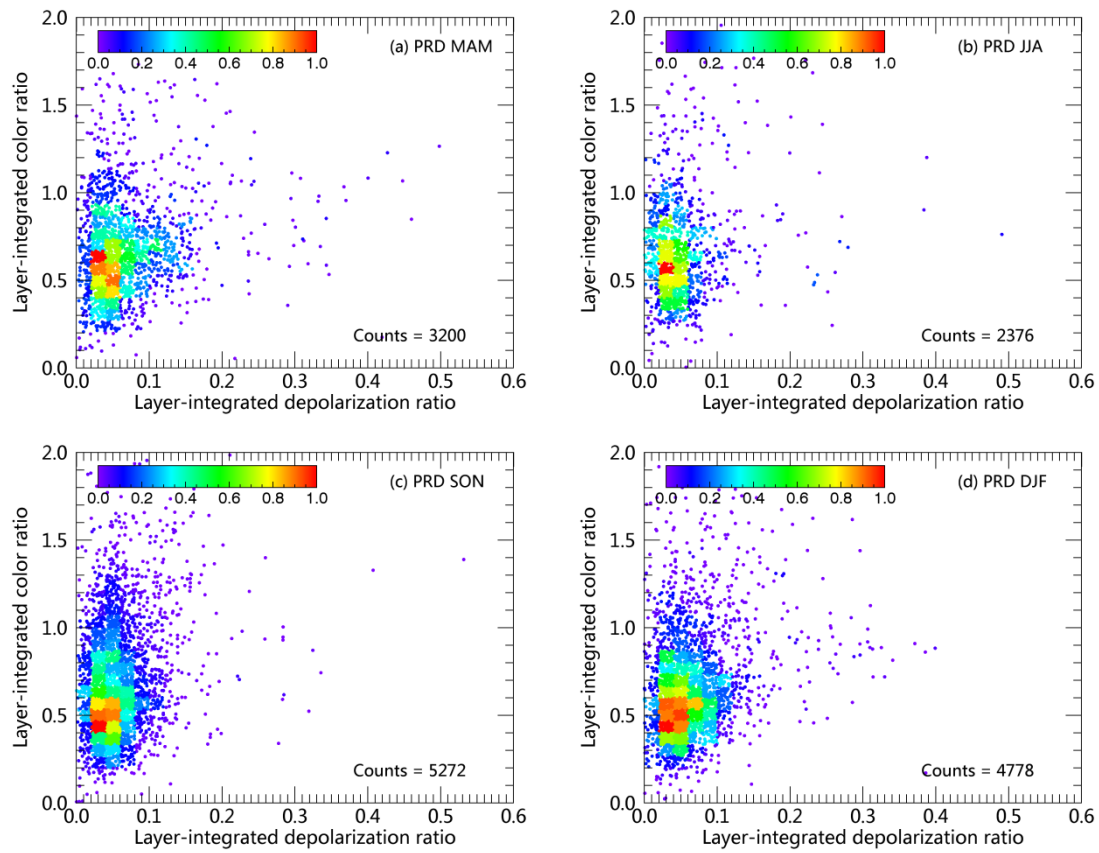 2.0
0.0 0.2 0.4 0.6 0.8 1.0
(a) PRD MAM
1.5
1.0
0.5
0.0
Layer-integrated color ratio
Counts = 3200
0.0 0.1 0.2 0.3 0.4 0.5 0.6
Layer-integrated depolarization ratio
2.0
0.0 0.2 0.4 0.6 0.8 1.0
(b) PRD JJA
1.5
1.0
0.5
0.0
Layer-integrated color ratio
Counts = 2376
0.0 0.1 0.2 0.3 0.4 0.5 0.6
Layer-integrated depolarization ratio
2.0
0.0 0.2 0.4 0.6 0.8 1.0
(c) PRD SON
1.5
1.0
0.5
0.0
Layer-integrated color ratio
Counts = 5272
0.0 0.1 0.2 0.3 0.4 0.5 0.6
Layer-integrated depolarization ratio
2.0
0.0 0.2 0.4 0.6 0.8 1.0
(d) PRD DJF
1.5
1.0
0.5
0.0
Layer-integrated color ratio
Counts = 4778
0.0 0.1 0.2 0.3 0.4 0.5 0.6
Layer-integrated depolarization ratio